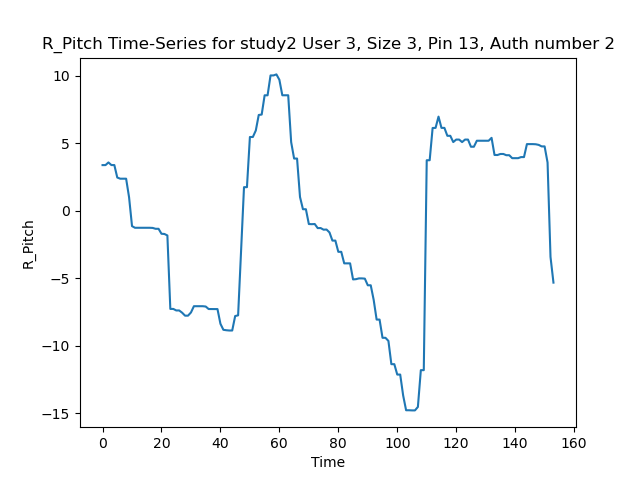 R_Pitch Time-Series for study2 User 3, Size 3, Pin 13, Auth number 2
10
5
0
−5
−10
−15
R_Pitch
0 20 40 60 80 100 120 140 160
Time